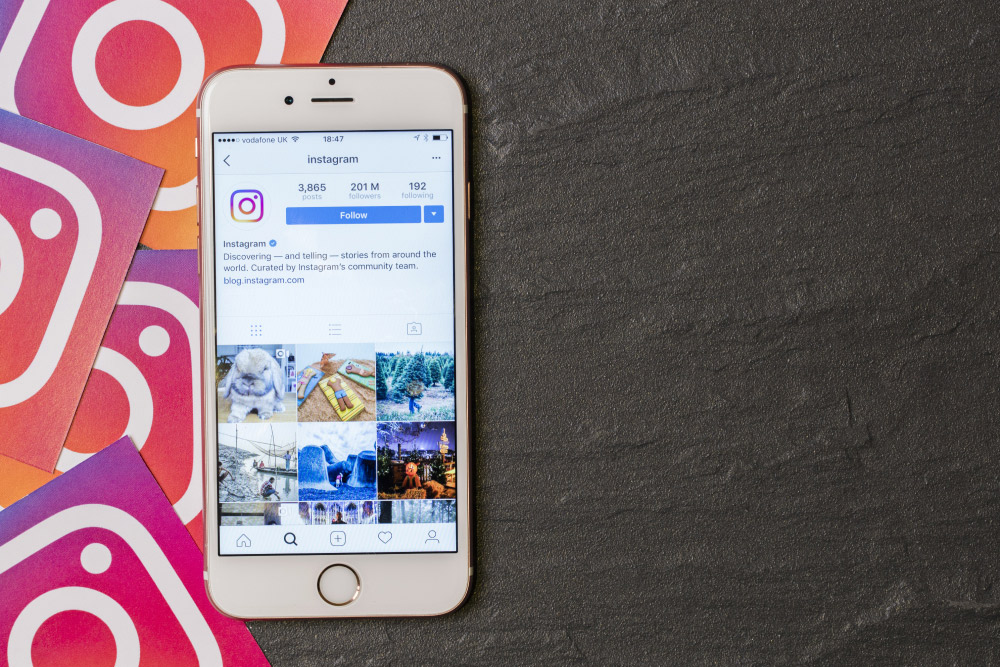 vodafone UK 18:47
instagram
3,865 201 M 192
posts followers following
Follow
Instagram
Discovering — and telling — stories from around the
world. Curated by Instagram's community team.
blog.instagram.com